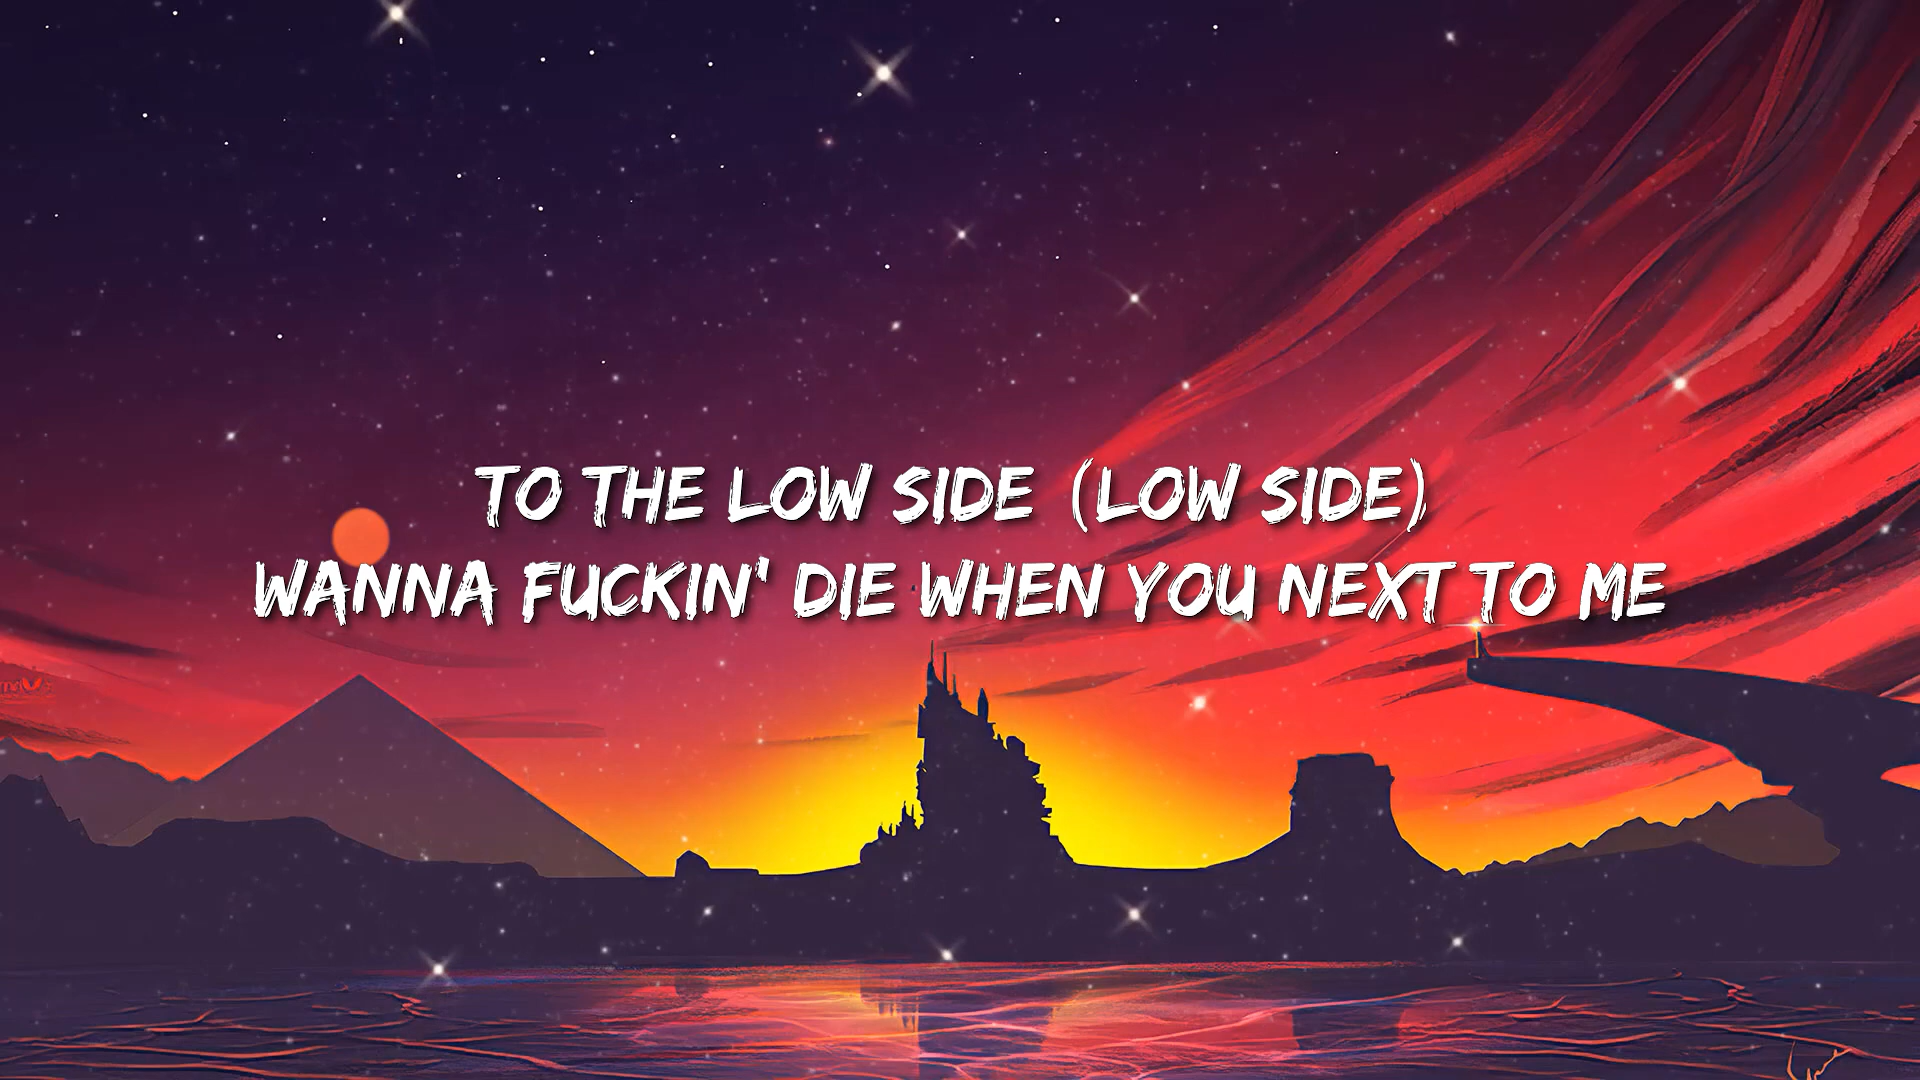 TO THE LOW SIDE (LOW SIDE)
WANNA FUCKIN' DIE WHEN YOU NEXT TO ME